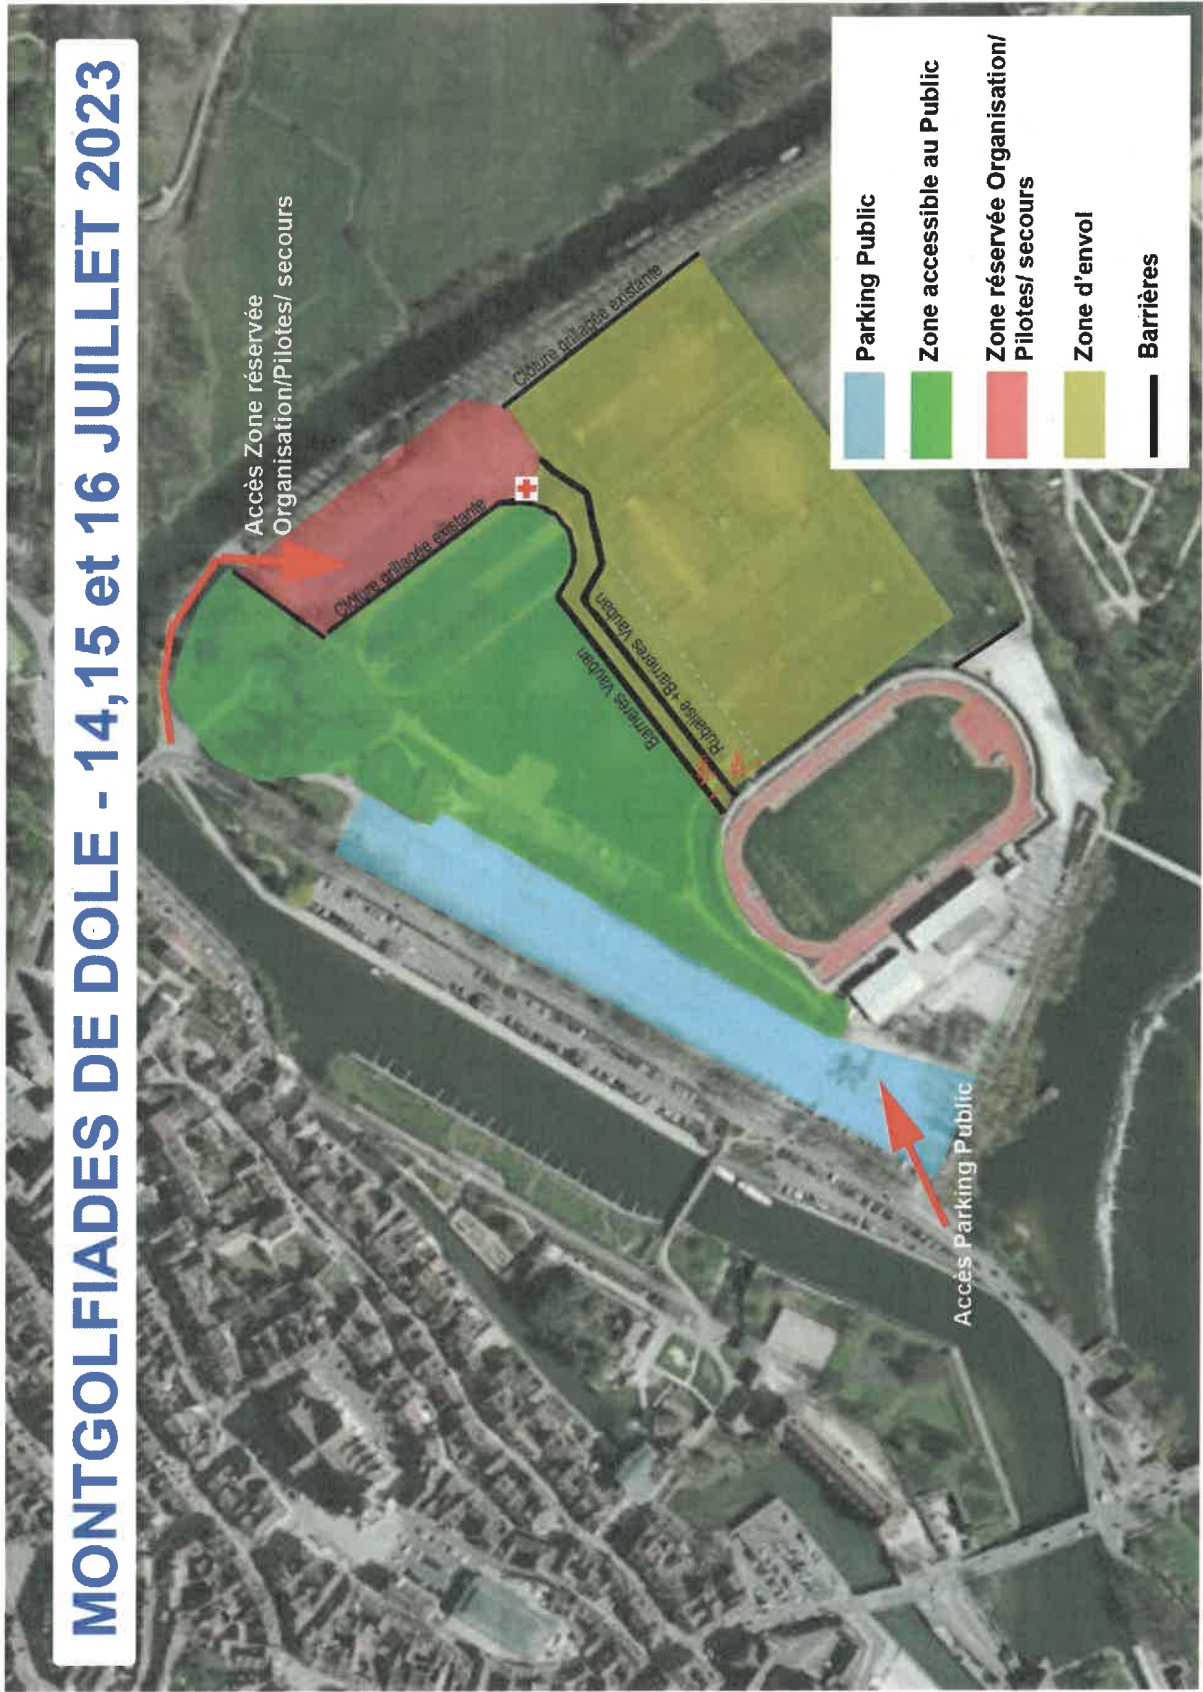 MONTGOLFIADES DE DOLE - 14,15 et 16 JUILLET 2023
Accès Zone réservée
Organisation/Pilotes/ secours
Clôture grillagée existante
Clôture grillagée existante
Barrières Vauban
Rubalise +Barrières Vauban
Accès Parking Public
Parking Public
Zone accessible au Public
Zone réservée Organisation/
Pilotes/ secours
Zone d'envol
Barrières